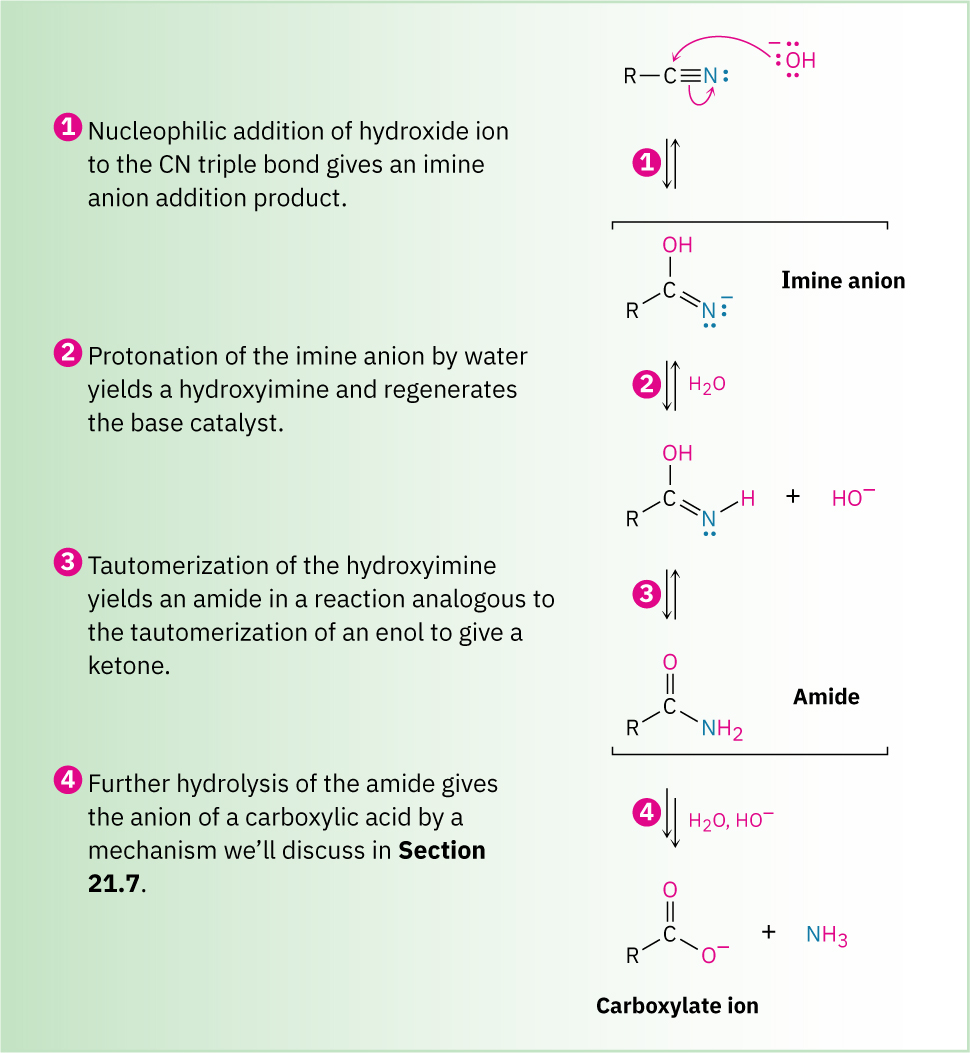 − OH
R C N
1 Nucleophilic addition of hydroxide ion
to the CN triple bond gives an imine
anion addition product.
1
OH
Imine anion
C
R N −
2 Protonation of the imine anion by water
yields a hydroxyimine and regenerates
the base catalyst.
2 H₂O
OH
C H + HO⁻
R N
3 Tautomerization of the hydroxyimine
yields an amide in a reaction analogous to
the tautomerization of an enol to give a
ketone.
3
O
C Amide
R NH₂
4 Further hydrolysis of the amide gives
the anion of a carboxylic acid by a
mechanism we’ll discuss in Section
21.7.
4 H₂O, HO⁻
O
C + NH₃
R O⁻
Carboxylate ion